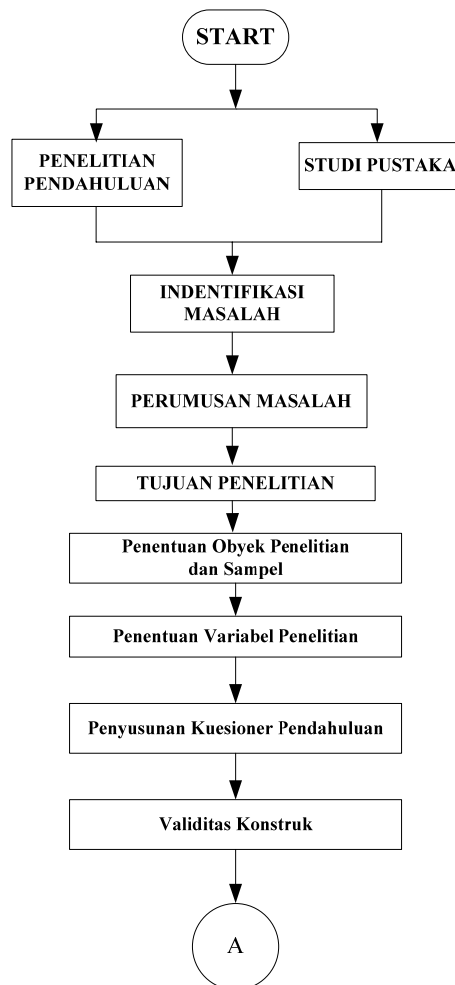 START
PENELITIAN
PENDAHULUAN
STUDI PUSTAKA
INDENTIFIKASI
MASALAH
PERUMUSAN MASALAH
TUJUAN PENELITIAN
Penentuan Obyek Penelitian
dan Sampel
Penentuan Variabel Penelitian
Penyusunan Kuesioner Pendahuluan
Validitas Konstruk
A